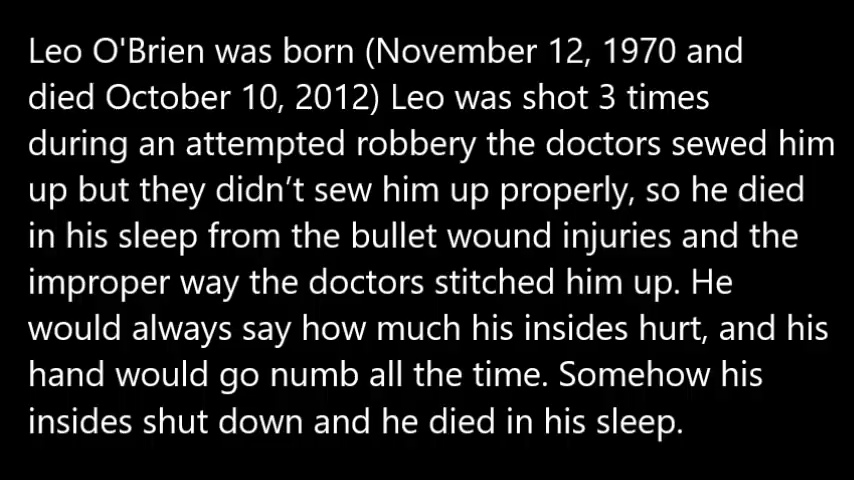 Leo O'Brien was born (November 12, 1970 and
died October 10, 2012) Leo was shot 3 times
during an attempted robbery the doctors sewed him
up but they didn’t sew him up properly, so he died
in his sleep from the bullet wound injuries and the
improper way the doctors stitched him up. He
would always say how much his insides hurt, and his
hand would go numb all the time. Somehow his
insides shut down and he died in his sleep.